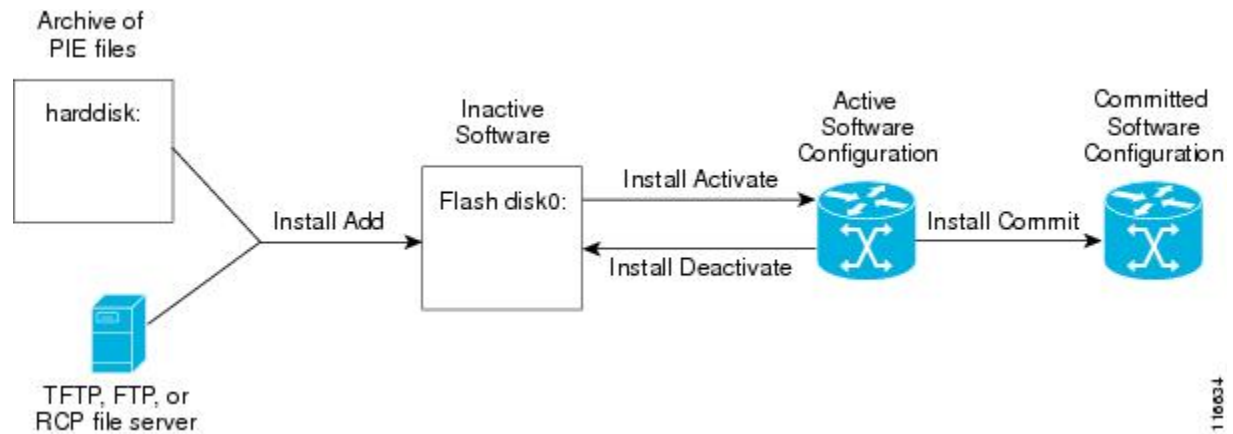 Archive of
PIE files
harddisk:
Inactive
Software
Flash disk0:
Install Add
Install Activate
Install Deactivate
Active
Software
Configuration
Install Commit
Committed
Software
Configuration
TFTP, FTP, or
RCP file server
116634